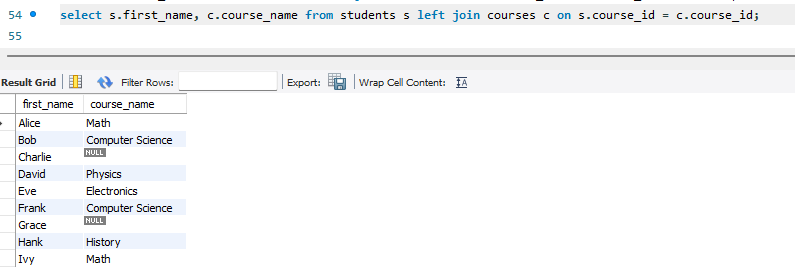 54 select s.first_name, c.course_name from students s left join courses c on s.course_id = c.course_id;
55
Result Grid Filter Rows: Export: Wrap Cell Content:
first_name course_name
Alice Math
Bob Computer Science
Charlie NULL
David Physics
Eve Electronics
Frank Computer Science
Grace NULL
Hank History
Ivy Math